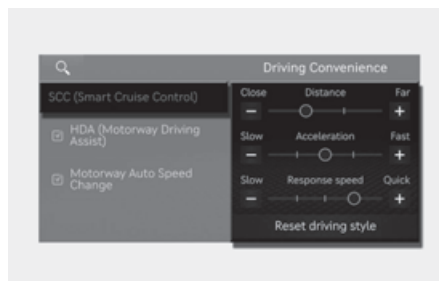 Driving Convenience
SCC (Smart Cruise Control)
HDA (Motorway Driving
Assist)
Motorway Auto Speed
Change
Close Distance Far
Slow Acceleration Fast
Slow Response speed Quick
Reset driving style